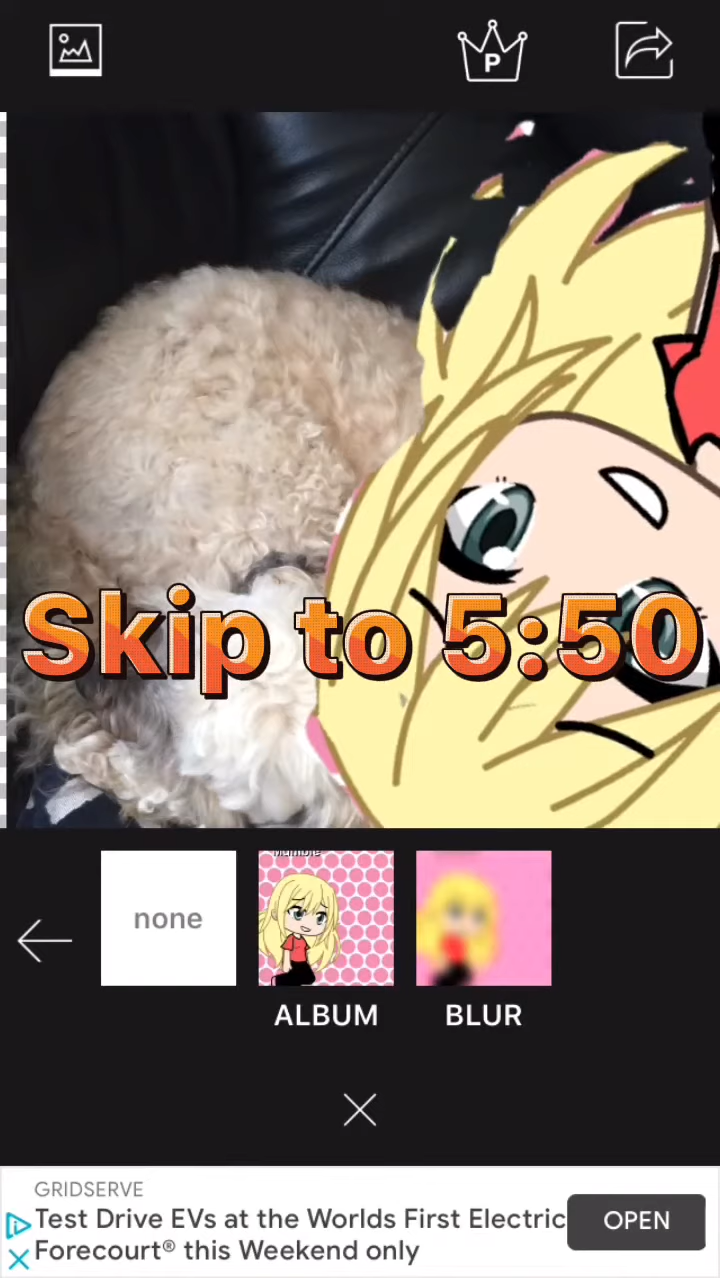 P
Skip to 5:50
none
ALBUM
BLUR
GRIDSERVE
Test Drive EVs at the Worlds First Electric
Forecourt® this Weekend only
OPEN